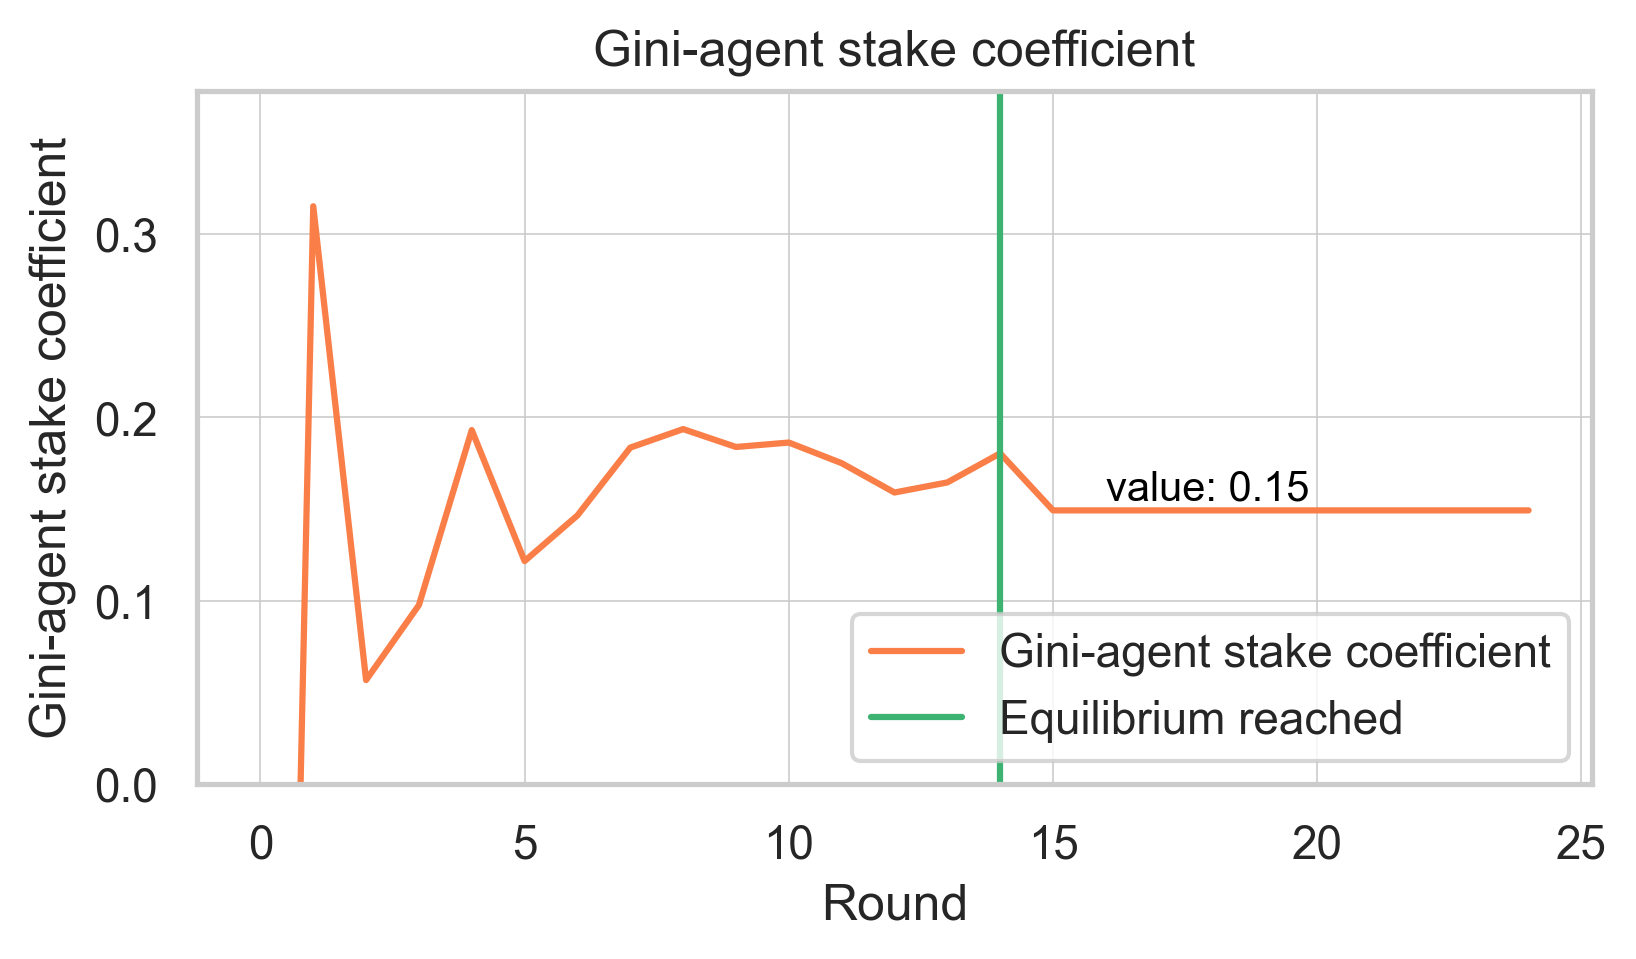 Gini-agent stake coefficient
Gini-agent stake coefficient
0.3
0.2
0.1
0.0
value: 0.15
Gini-agent stake coefficient
Equilibrium reached
0 5 10 15 20 25
Round